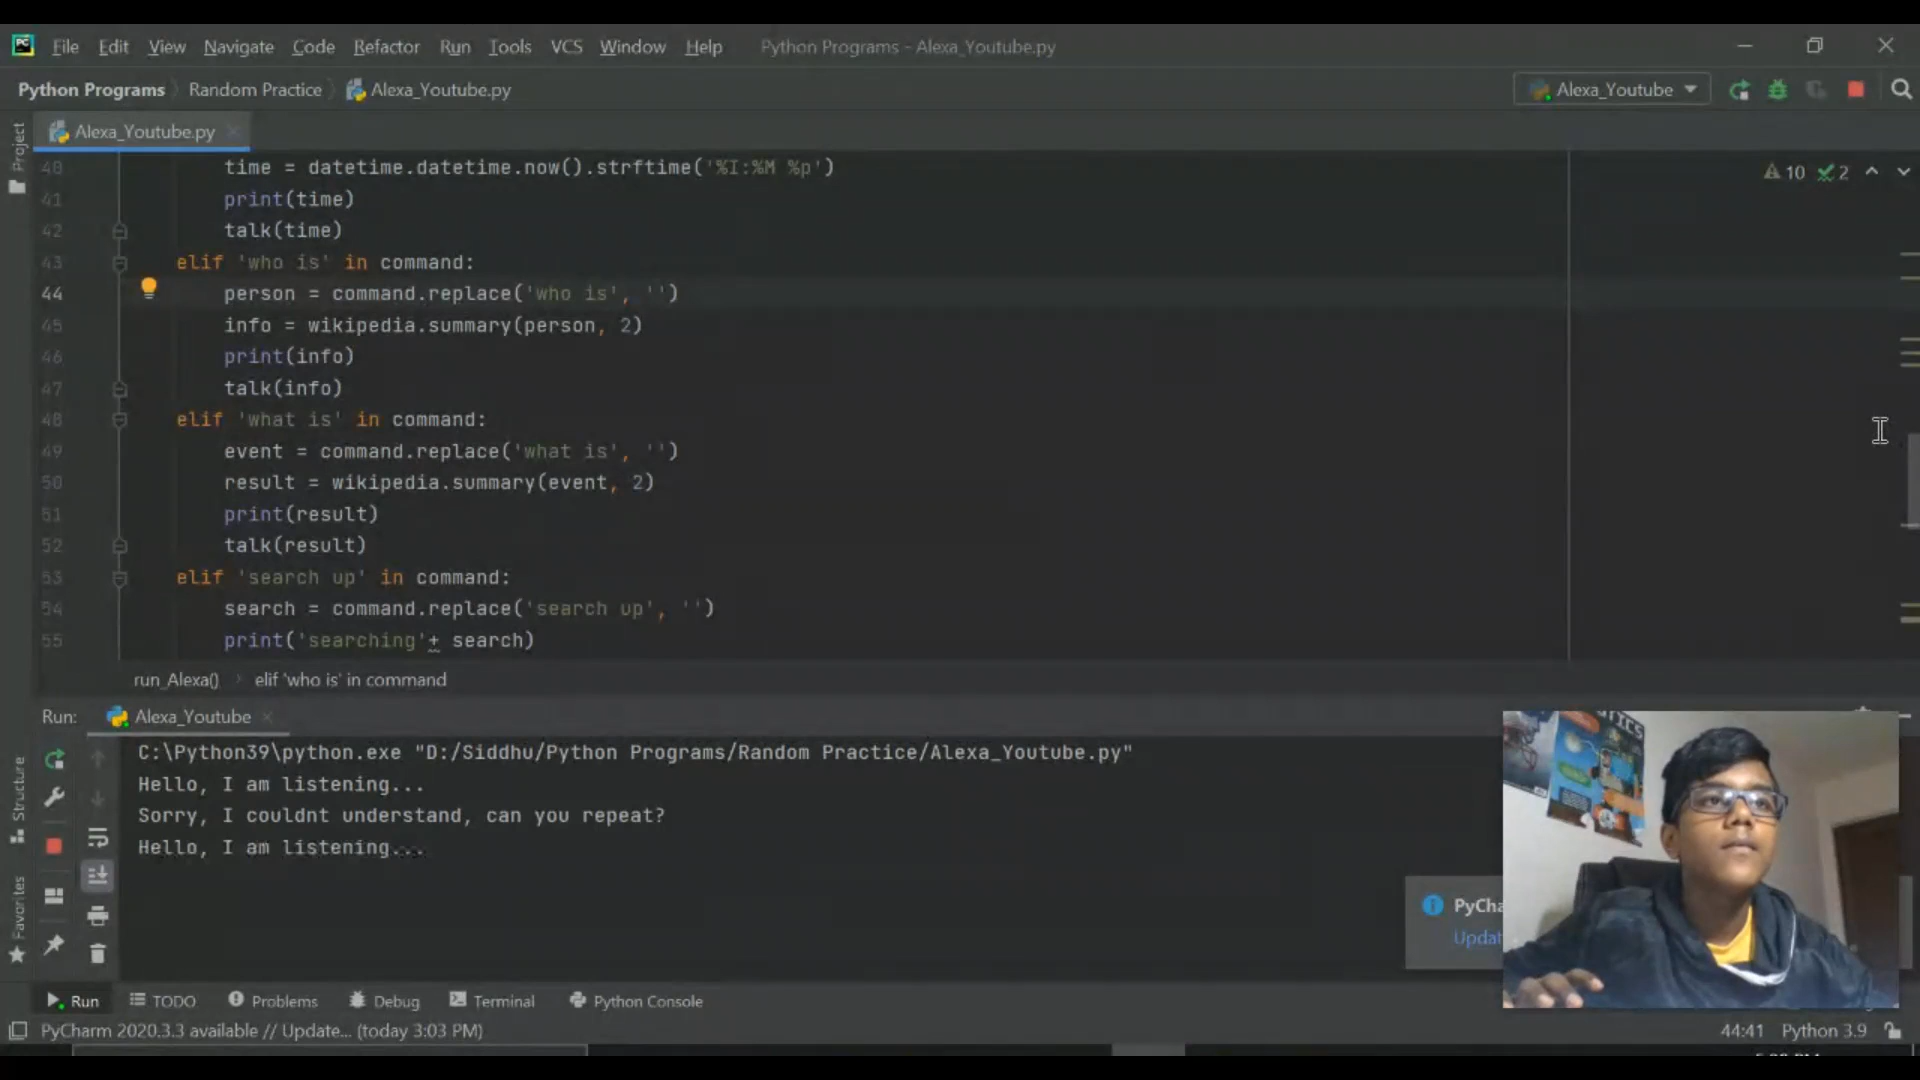 PC File Edit View Navigate Code Refactor Run Tools VCS Window Help Python Programs - Alexa_Youtube.py
Python Programs Random Practice Alexa_Youtube.py Alexa_Youtube
Alexa_Youtube.py
Project
10 2
40 time = datetime.datetime.now().strftime('%I:%M %p')
41 print(time)
42 talk(time)
43 elif 'who is' in command:
44 person = command.replace('who is', '')
45 info = wikipedia.summary(person, 2)
46 print(info)
47 talk(info)
48 elif 'what is' in command:
49 event = command.replace('what is', '')
50 result = wikipedia.summary(event, 2)
51 print(result)
52 talk(result)
53 elif 'search up' in command:
54 search = command.replace('search up', '')
55 print('searching'+ search)
run_Alexa() elif 'who is' in command
Run: Alexa_Youtube
C:\Python39\python.exe "D:/Siddhu/Python Programs/Random Practice/Alexa_Youtube.py"
Hello, I am listening...
Sorry, I couldnt understand, can you repeat?
Hello, I am listening...
Structure
Favorites
PyCha
Updat
Run TODO Problems Debug Terminal Python Console
PyCharm 2020.3.3 available // Update... (today 3:03 PM) 44:41 Python 3.9